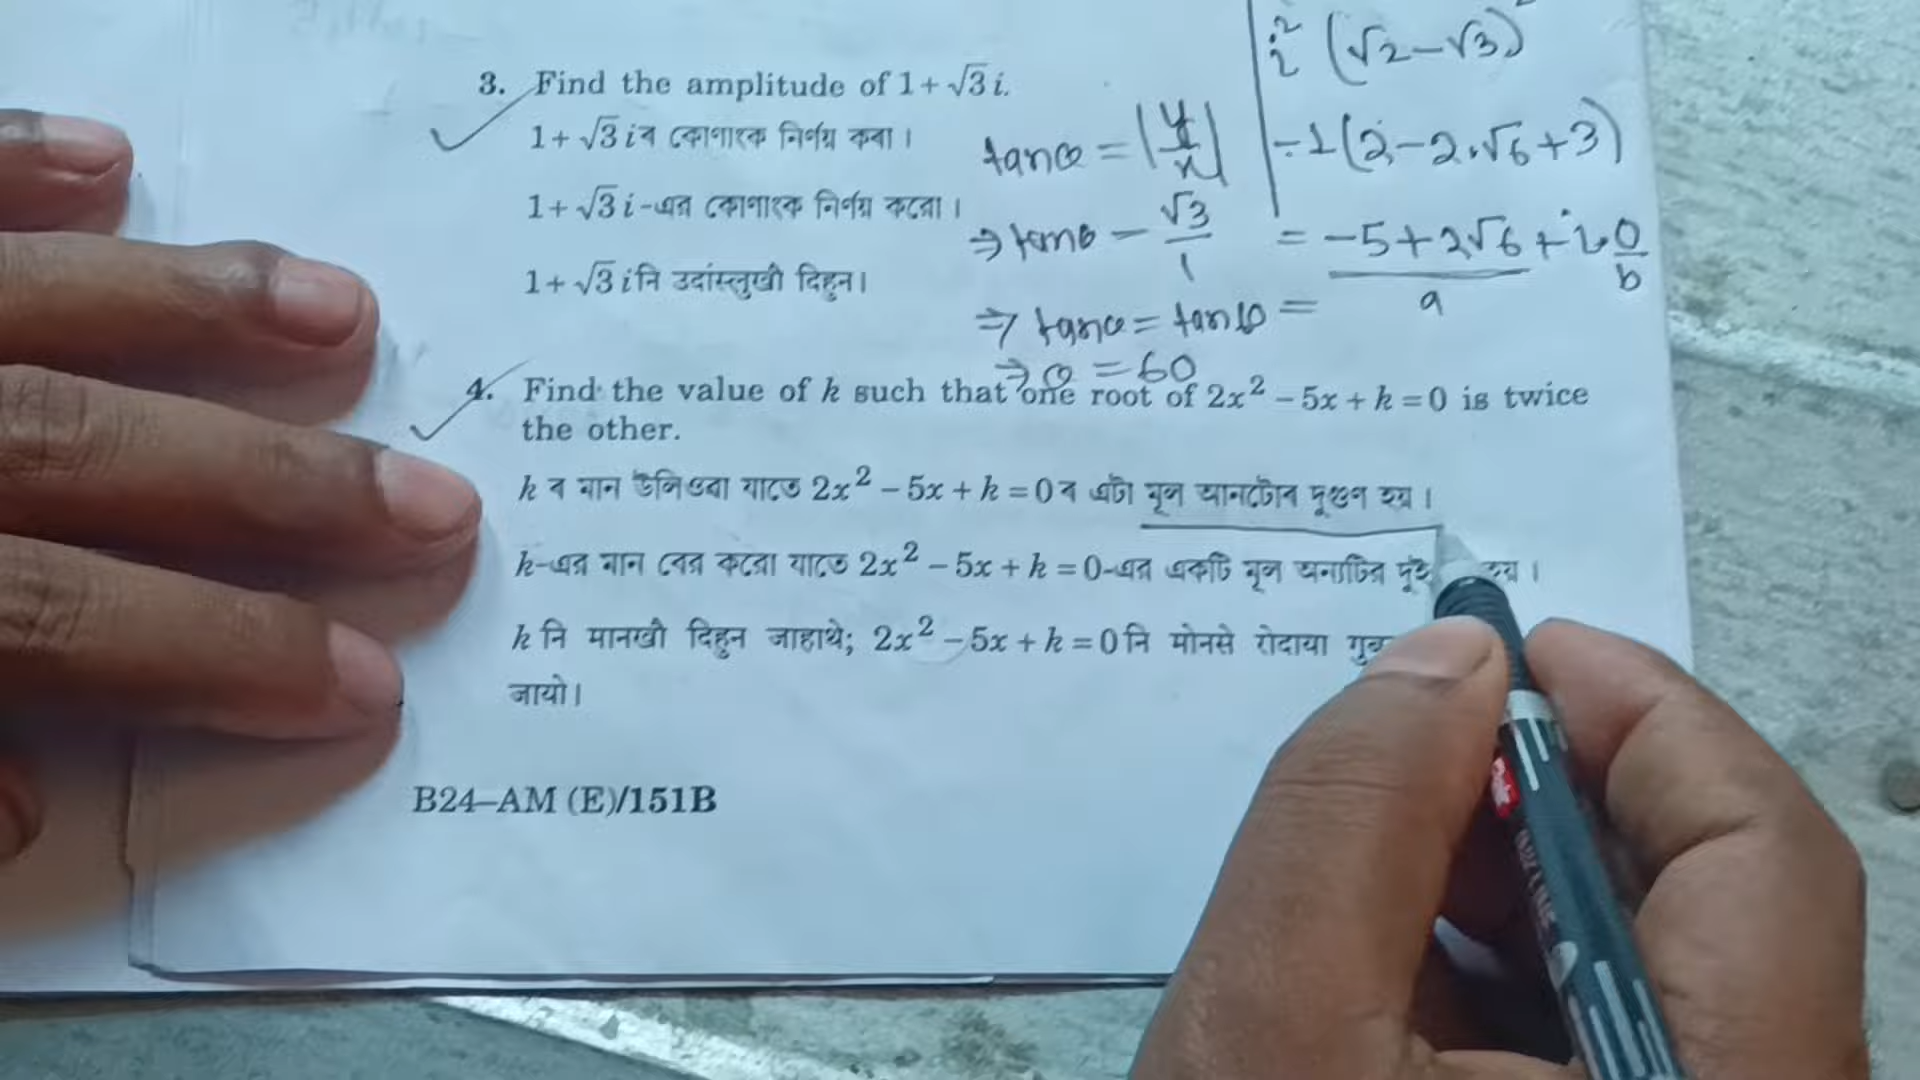 3. Find the amplitude of 1 + √3 i.
1 + √3 i ৰ কোণাংক নিৰ্ণয় কৰা।
1 + √3 i -এর কোণাংক নির্ণয় করো।
1 + √3 i नि उदांस्लुखौ दिहुन।
tanθ = |y/x|
⇒ tanθ = √3/1
⇒ tanθ = tan60 =
⇒ θ = 60
i² (√2 – √3)²
-1(2 – 2.√6 + 3)
= -5 + 2√6 + i.0
a b
4. Find the value of k such that one root of 2x² – 5x + k = 0 is twice
the other.
k ৰ মান উলিওৱা যাতে 2x² – 5x + k = 0 ৰ এটা মূল আনটোৰ দুগুণ হয়।
k-এর মান বের করো যাতে 2x² – 5x + k = 0-এর একটি মূল অন্যটির হয়।
k नि मानखौ दिहुन जाहाथे; 2x² – 5x + k = 0 नि मोनसे रोदाया
जायो।
B24–AM (E)/151B